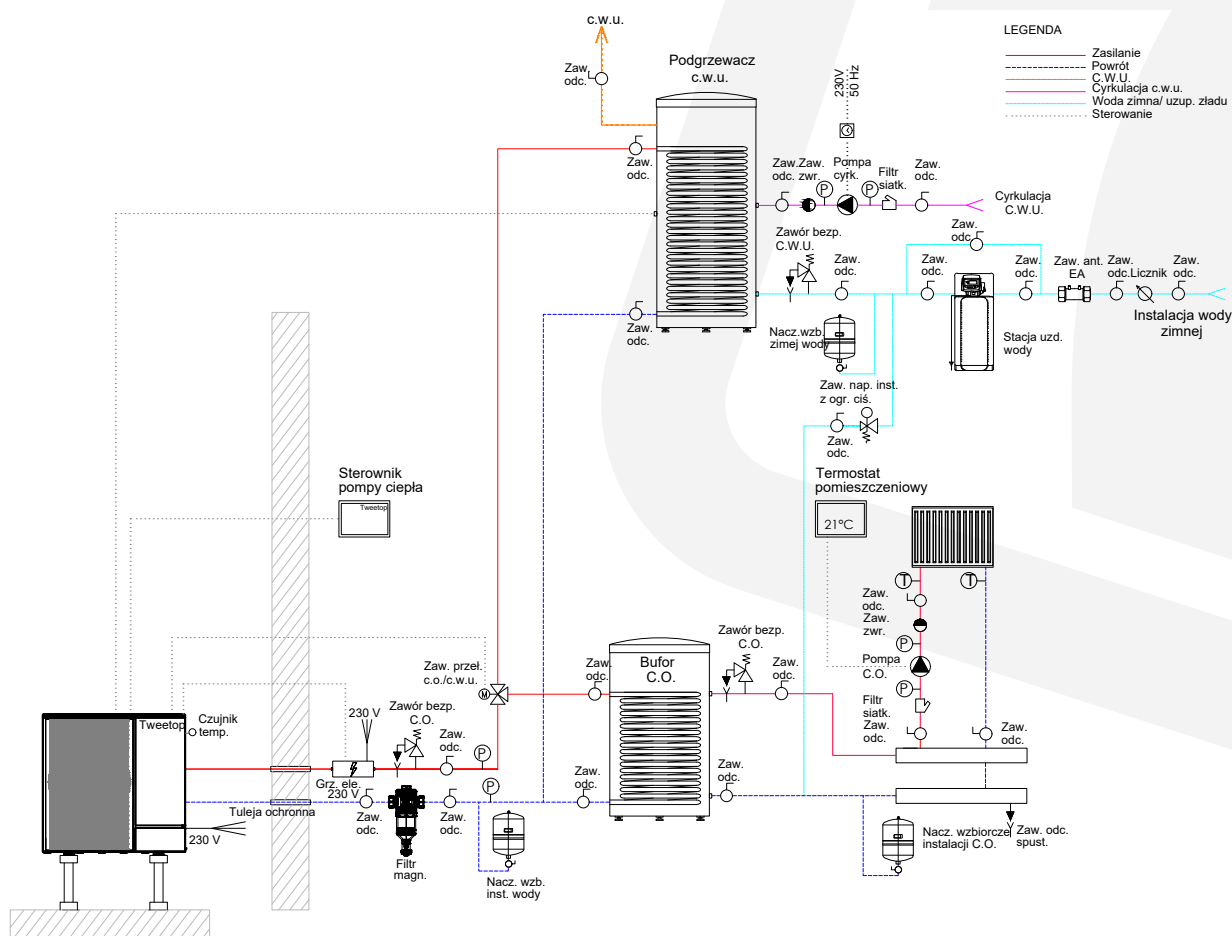 c.w.u.
LEGENDA
Zasilanie
Powrót
C.W.U.
Cyrkulacja c.w.u.
Woda zimna/ uzup. zładu
Sterowanie
Zaw
odc.
Podgrzewacz
c.w.u.
230V
50 Hz
Zaw.
odc.
Zaw.
odc.
Zaw.
zwr.
Pompa
cyrk.
Filtr
siatk.
Zaw.
odc.
P
P
Cyrkulacja
C.W.U.
Zawór bezp.
C.W.U.
Zaw.
odc.
Zaw.
odc.
Zaw.
odc
Zaw.
odc.
Zaw. ant.
EA
Zaw.
odc.
Licznik
Zaw.
odc.
Instalacja wody
zimnej
Zaw.
odc.
Nacz.wzb.
zimej wody
Stacja uzd.
wody
Zaw. nap. inst.
z ogr. ciś.
Zaw.
odc.
Sterownik
pompy ciepła
Tweetop
Termostat
pomieszczeniowy
21°C
T
T
Zaw.
odc.
Zaw.
zwr.
P
Pompa
C.O.
P
Filtr
siatk.
Zaw.
odc.
Zaw.
odc.
Zaw. przeł.
c.o./c.w.u.
M
Zaw.
odc.
Bufor
C.O.
Zawór bezp.
C.O.
Zaw.
odc.
Tweetop
Czujnik
temp.
230 V
Zawór bezp.
C.O.
Zaw.
odc.
P
Grz. ele.
230 V
Tuleja ochronna
230 V
Zaw.
odc.
Filtr
magn.
Zaw.
odc.
P
Nacz. wzb.
inst. wody
Zaw.
odc.
Zaw.
odc.
Nacz. wzbiorcze
instalacji C.O.
Zaw. odc.
spust.